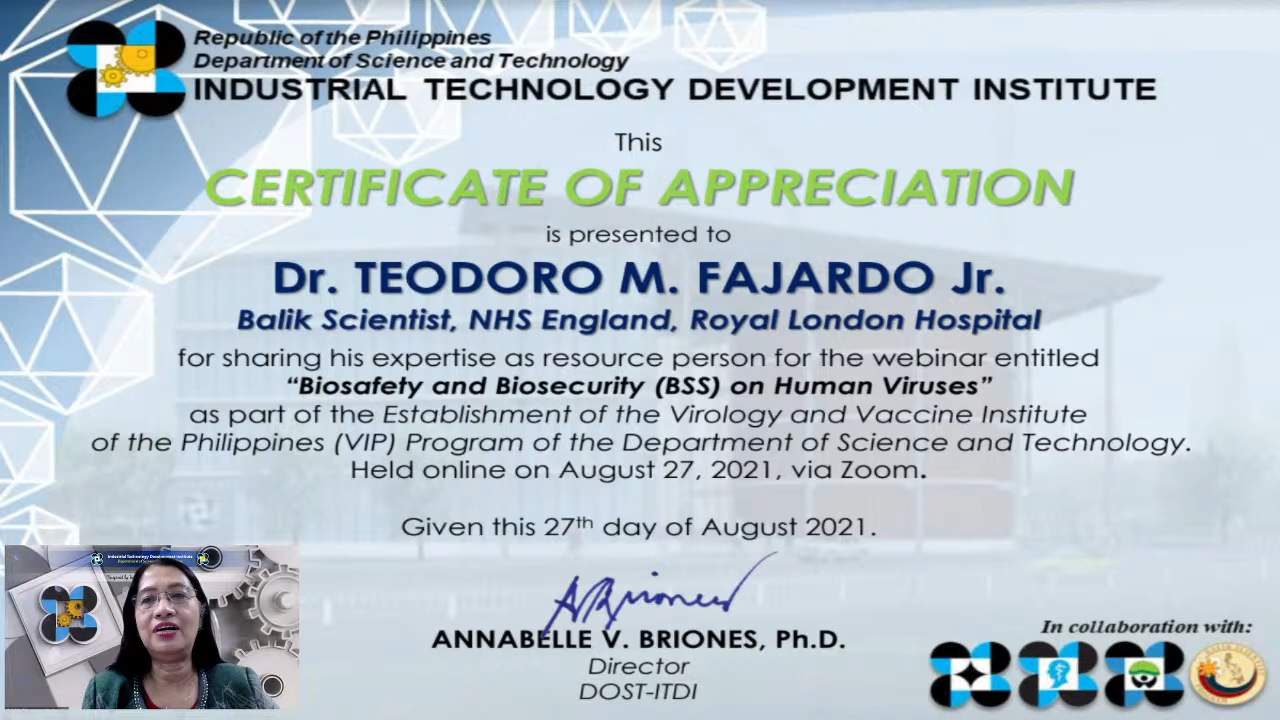 Republic of the Philippines
Department of Science and Technology
INDUSTRIAL TECHNOLOGY DEVELOPMENT INSTITUTE
This
CERTIFICATE OF APPRECIATION
is presented to
Dr. TEODORO M. FAJARDO Jr.
Balik Scientist, NHS England, Royal London Hospital
for sharing his expertise as resource person for the webinar entitled
“Biosafety and Biosecurity (BSS) on Human Viruses”
as part of the Establishment of the Virology and Vaccine Institute
of the Philippines (VIP) Program of the Department of Science and Technology.
Held online on August 27, 2021, via Zoom.
Given this 27th day of August 2021.
ABriones
ANNABELLE V. BRIONES, Ph.D.
Director
DOST-ITDI
In collaboration with:
Industrial Technology Development Institute